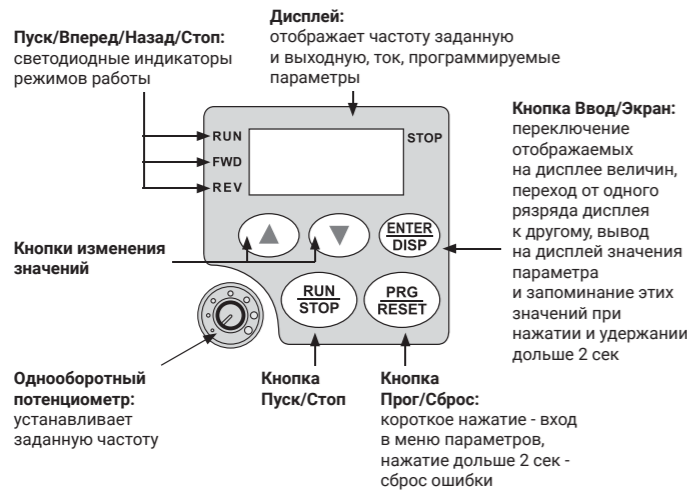 Пуск/Вперед/Назад/Стоп:
светодиодные индикаторы
режимов работы
Дисплей:
отображает частоту заданную
и выходную, ток, программируемые
параметры
Кнопка Ввод/Экран:
переключение
отображаемых
на дисплее величин,
переход от одного
рязряда дисплея
к другому, вывод
на дисплей значения
параметра
и запоминание этих
значений при
нажатии и удержании
дольше 2 сек
RUN
FWD
REV
STOP
ENTER
DISP
RUN
STOP
PRG
RESET
Кнопки изменения
значений
Однооборотный
потенциометр:
устанавливает
заданную частоту
Кнопка
Пуск/Стоп
Кнопка
Прог/Сброс:
короткое нажатие - вход
в меню параметров,
нажатие дольше 2 сек -
сброс ошибки